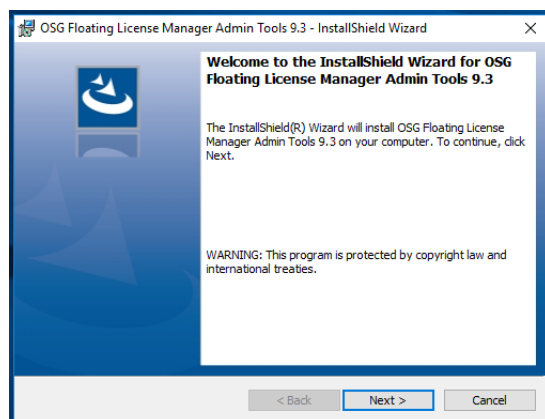 OSG Floating License Manager Admin Tools 9.3 - InstallShield Wizard
Welcome to the InstallShield Wizard for OSG
Floating License Manager Admin Tools 9.3
The InstallShield(R) Wizard will install OSG Floating License
Manager Admin Tools 9.3 on your computer. To continue, click
Next.
WARNING: This program is protected by copyright law and
international treaties.
< Back
Next >
Cancel